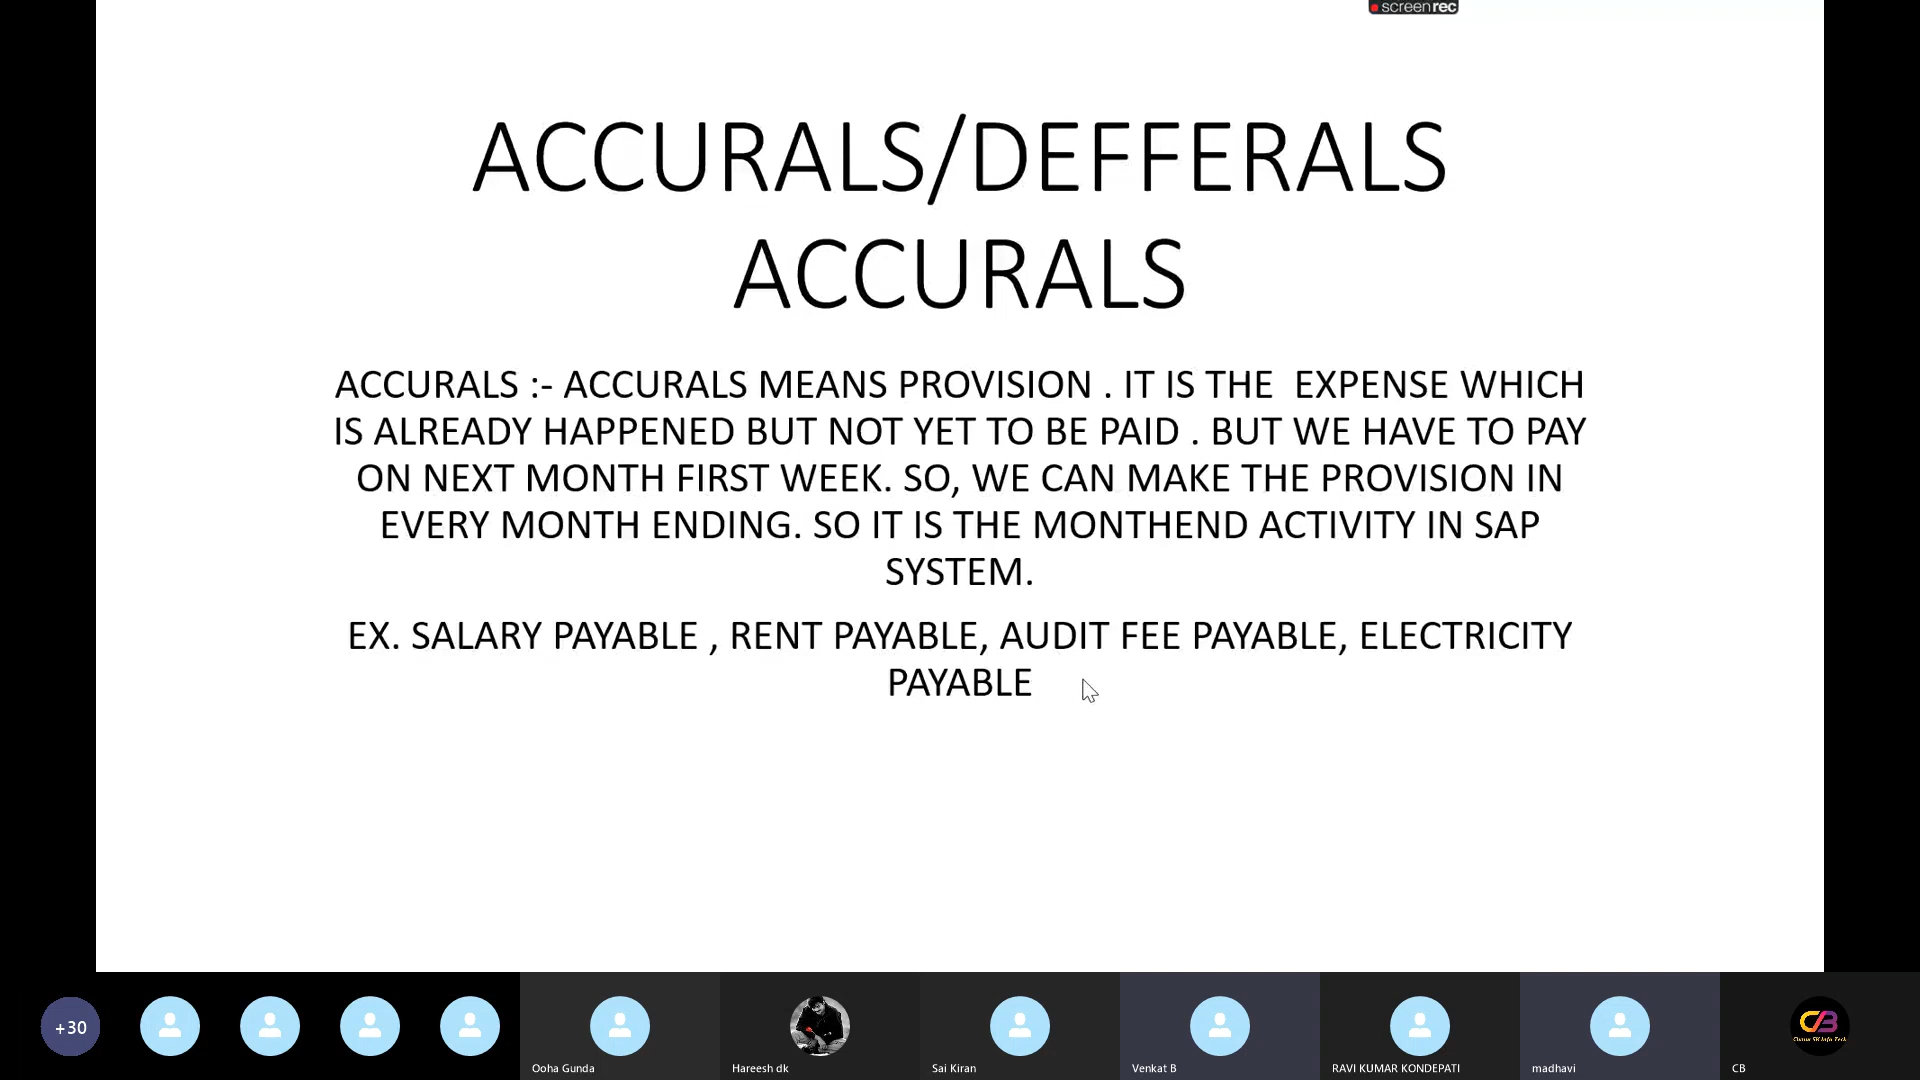 screenrec
ACCURALS/DEFFERALS
ACCURALS
ACCURALS :- ACCURALS MEANS PROVISION . IT IS THE EXPENSE WHICH
IS ALREADY HAPPENED BUT NOT YET TO BE PAID . BUT WE HAVE TO PAY
ON NEXT MONTH FIRST WEEK. SO, WE CAN MAKE THE PROVISION IN
EVERY MONTH ENDING. SO IT IS THE MONTHEND ACTIVITY IN SAP
SYSTEM.
EX. SALARY PAYABLE , RENT PAYABLE, AUDIT FEE PAYABLE, ELECTRICITY
PAYABLE
+30
Ooha Gunda
Hareesh dk
Sai Kiran
Venkat B
RAVI KUMAR KONDEPATI
madhavi
CB
CB